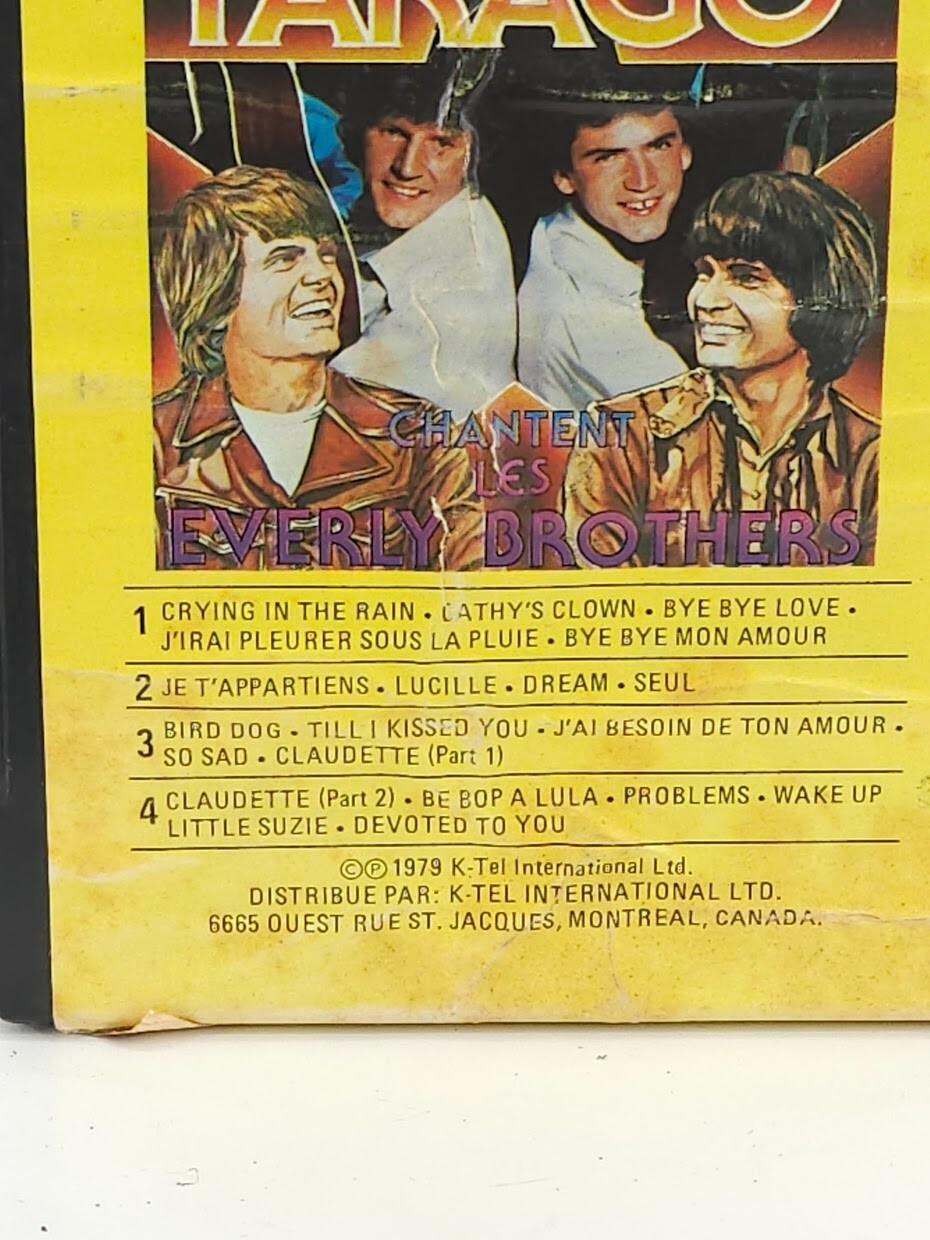 TARAGO
CHANTENT
LES
EVERLY BROTHERS
1 CRYING IN THE RAIN • CATHY'S CLOWN • BYE BYE LOVE •
J'IRAI PLEURER SOUS LA PLUIE • BYE BYE MON AMOUR
2 JE T'APPARTIENS • LUCILLE • DREAM • SEUL
3 BIRD DOG • TILL I KISSED YOU • J'AI BESOIN DE TON AMOUR •
SO SAD • CLAUDETTE (Part 1)
4 CLAUDETTE (Part 2) • BE BOP A LULA • PROBLEMS • WAKE UP
LITTLE SUZIE • DEVOTED TO YOU
©℗ 1979 K-Tel International Ltd.
DISTRIBUE PAR: K-TEL INTERNATIONAL LTD.
6665 OUEST RUE ST. JACQUES, MONTREAL, CANADA.